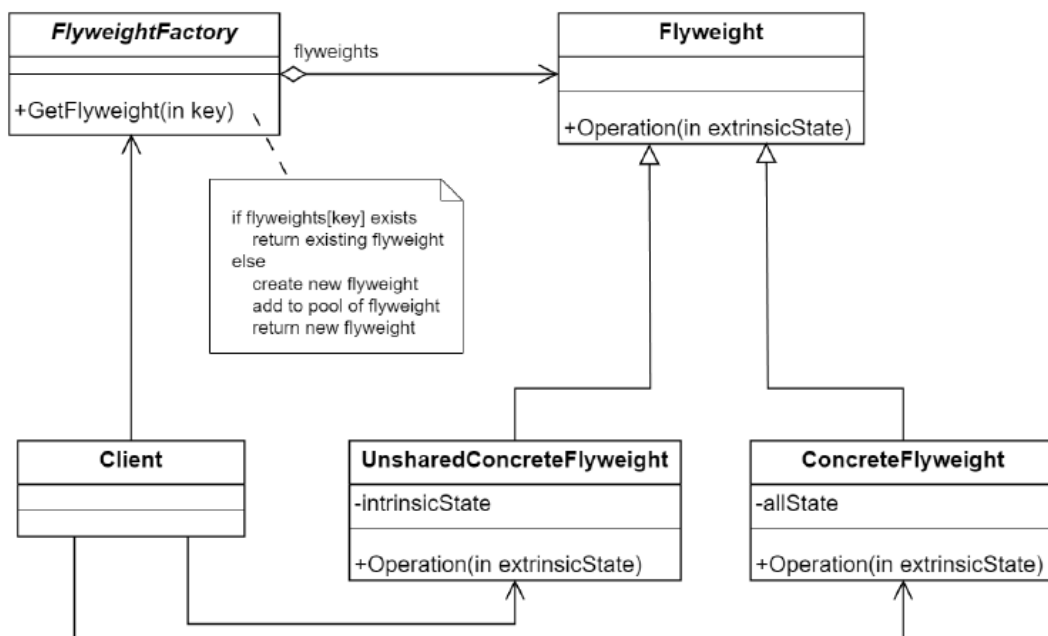 FlyweightFactory
+GetFlyweight(in key)
flyweights
Flyweight
+Operation(in extrinsicState)
if flyweights[key] exists
return existing flyweight
else
create new flyweight
add to pool of flyweight
return new flyweight
Client
UnsharedConcreteFlyweight
-intrinsicState
+Operation(in extrinsicState)
ConcreteFlyweight
-allState
+Operation(in extrinsicState)